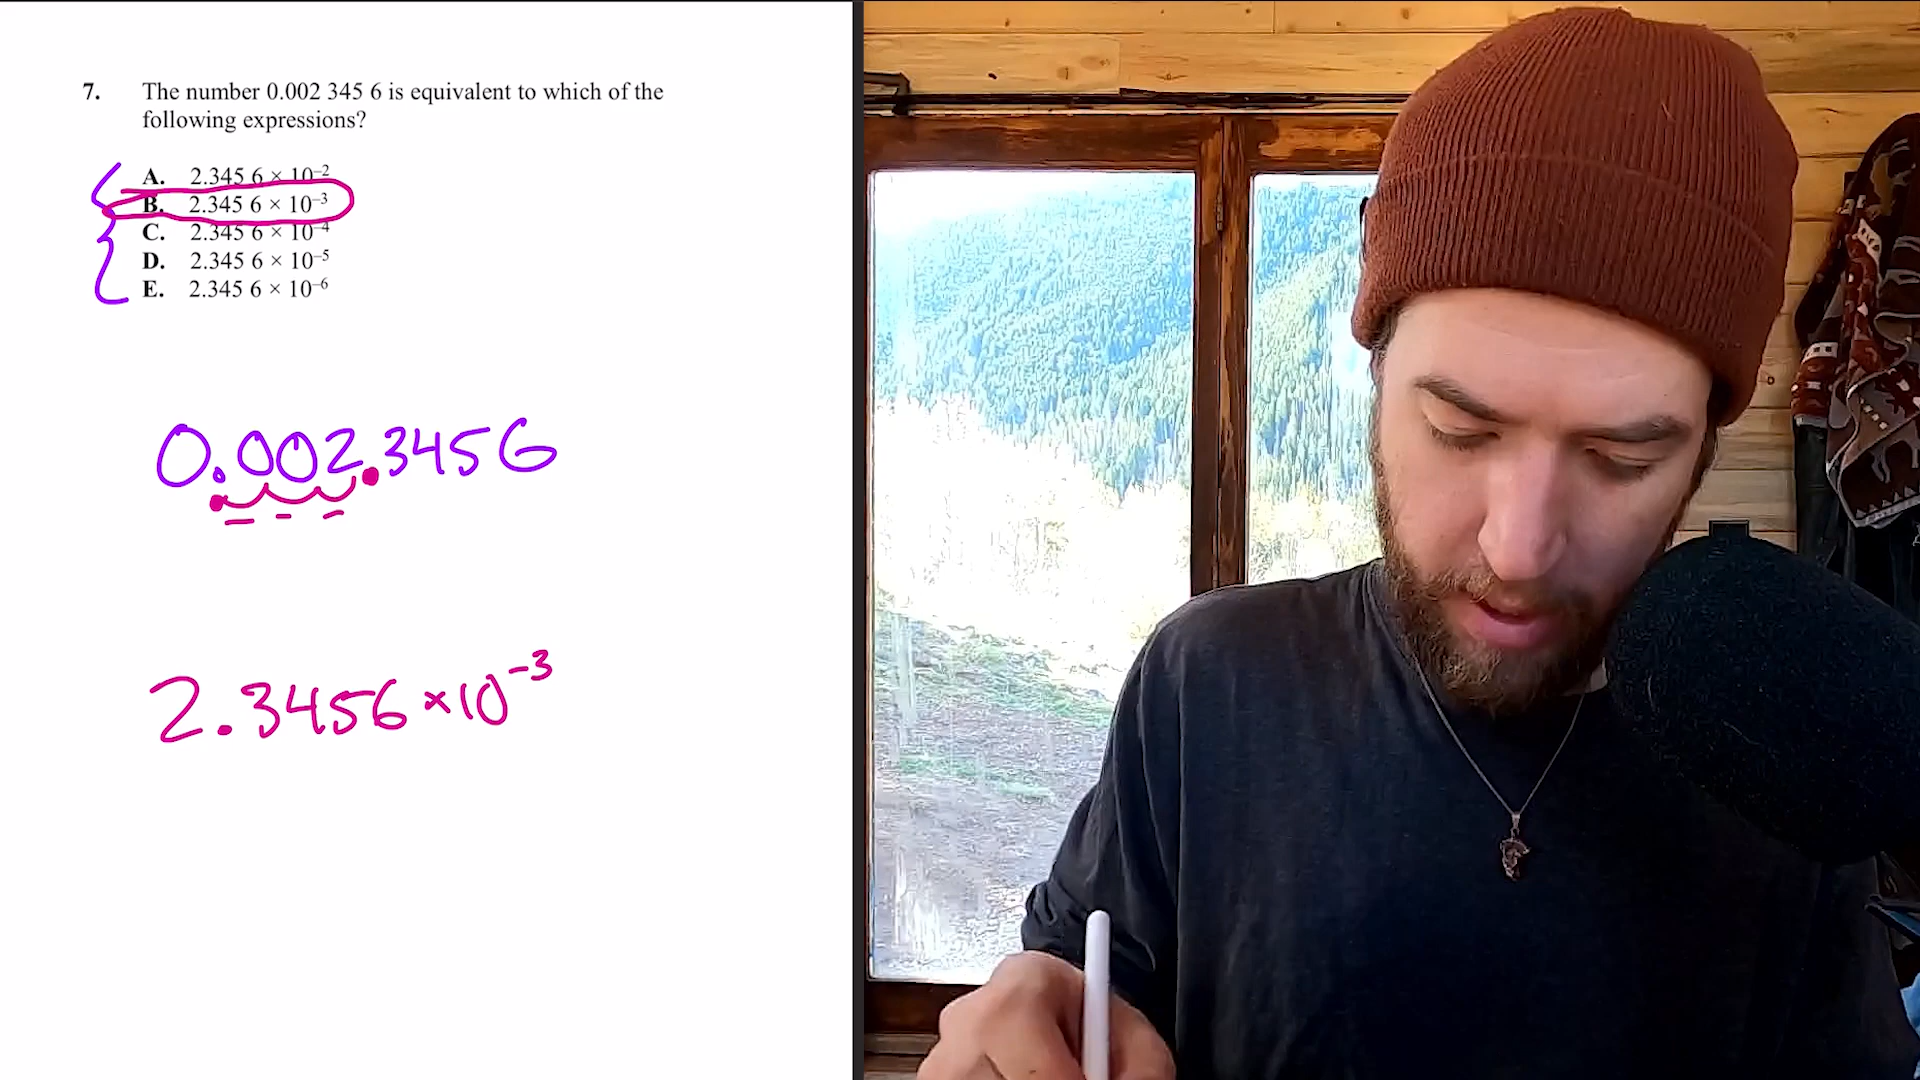 7. The number 0.002 345 6 is equivalent to which of the
following expressions?
A. 2.345 6 × 10⁻²
B. 2.345 6 × 10⁻³
C. 2.345 6 × 10⁻⁴
D. 2.345 6 × 10⁻⁵
E. 2.345 6 × 10⁻⁶
0.002.3456
2.3456 ×10⁻³